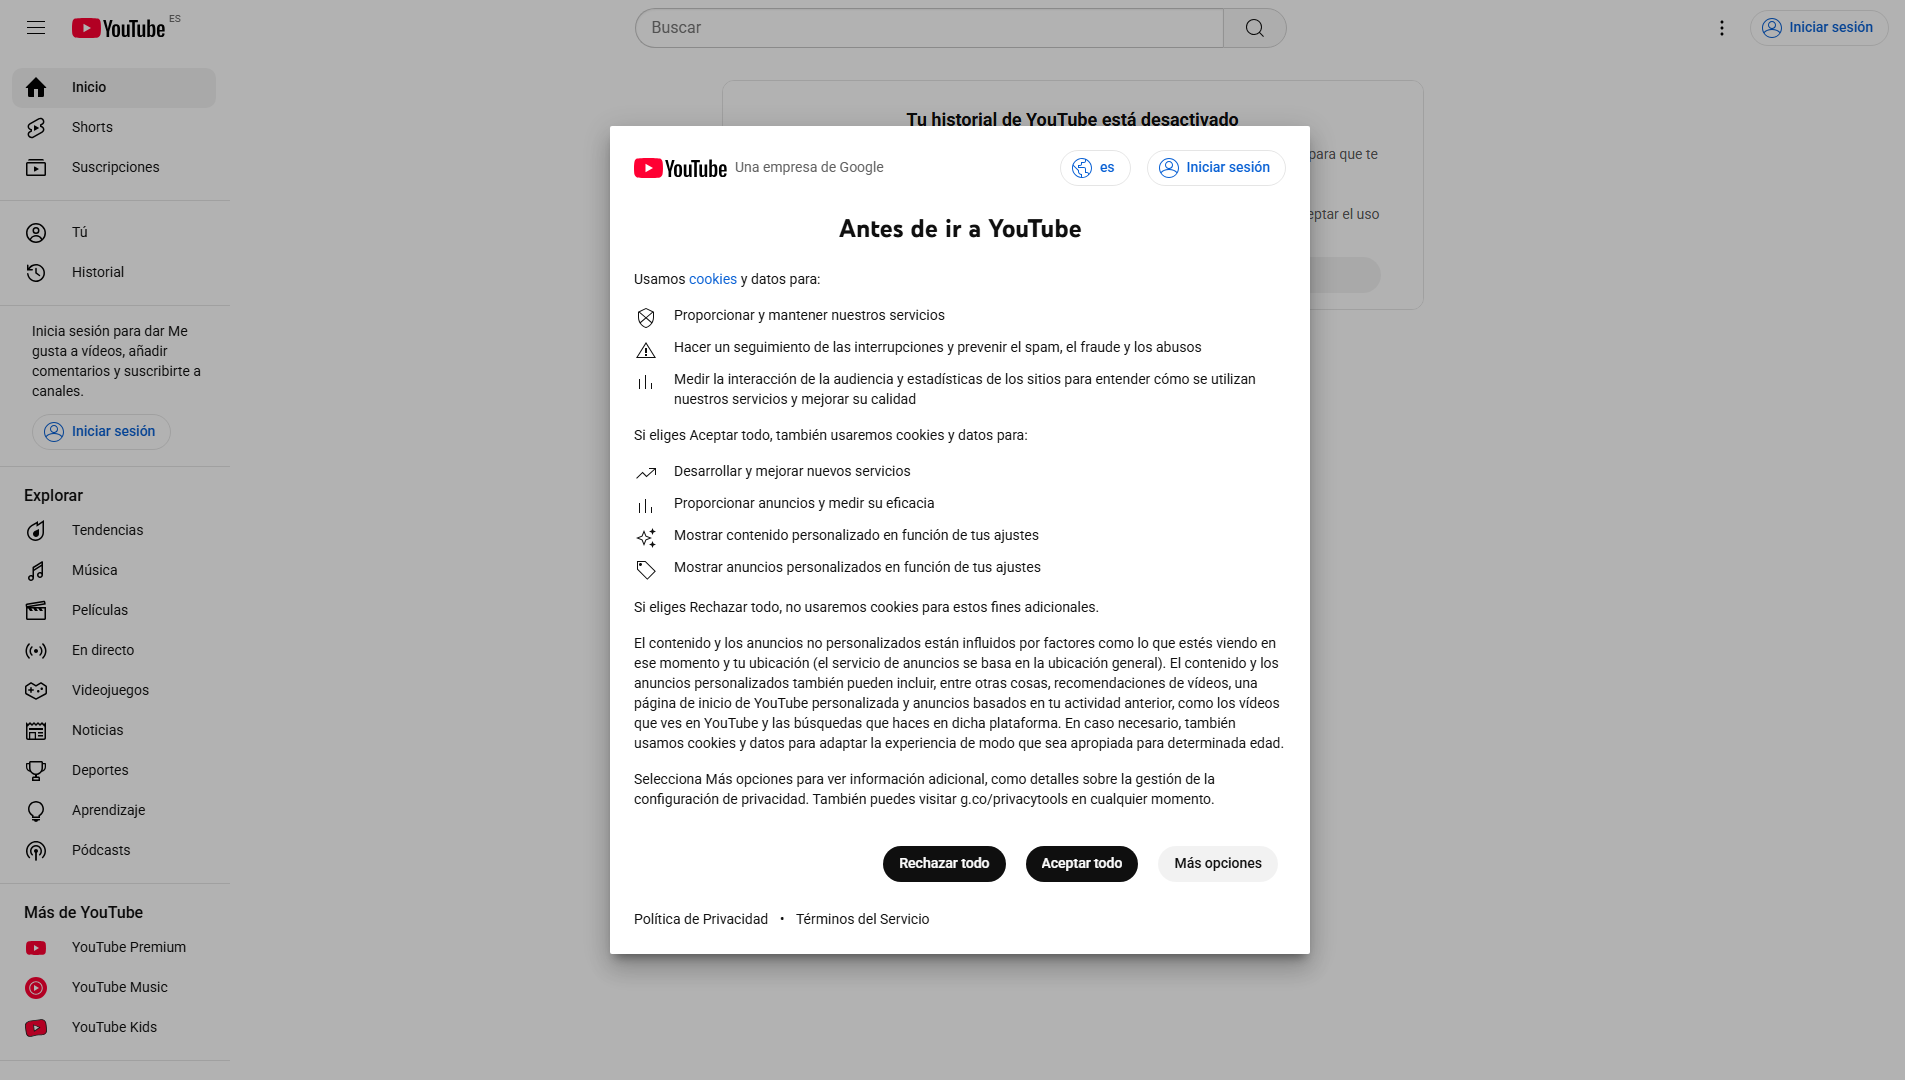 YouTube ES
Buscar
Iniciar sesión
Inicio
Shorts
Suscripciones
Tú
Historial
Inicia sesión para dar Me
gusta a vídeos, añadir
comentarios y suscribirte a
canales.
Iniciar sesión
Explorar
Tendencias
Música
Películas
En directo
Videojuegos
Noticias
Deportes
Aprendizaje
Pódcasts
Más de YouTube
YouTube Premium
YouTube Music
YouTube Kids
Tu historial de YouTube está desactivado
para que te
eptar el uso
YouTube Una empresa de Google
es
Iniciar sesión
Antes de ir a YouTube
Usamos cookies y datos para:
Proporcionar y mantener nuestros servicios
Hacer un seguimiento de las interrupciones y prevenir el spam, el fraude y los abusos
Medir la interacción de la audiencia y estadísticas de los sitios para entender cómo se utilizan
nuestros servicios y mejorar su calidad
Si eliges Aceptar todo, también usaremos cookies y datos para:
Desarrollar y mejorar nuevos servicios
Proporcionar anuncios y medir su eficacia
Mostrar contenido personalizado en función de tus ajustes
Mostrar anuncios personalizados en función de tus ajustes
Si eliges Rechazar todo, no usaremos cookies para estos fines adicionales.
El contenido y los anuncios no personalizados están influidos por factores como lo que estés viendo en
ese momento y tu ubicación (el servicio de anuncios se basa en la ubicación general). El contenido y los
anuncios personalizados también pueden incluir, entre otras cosas, recomendaciones de vídeos, una
página de inicio de YouTube personalizada y anuncios basados en tu actividad anterior, como los vídeos
que ves en YouTube y las búsquedas que haces en dicha plataforma. En caso necesario, también
usamos cookies y datos para adaptar la experiencia de modo que sea apropiada para determinada edad.
Selecciona Más opciones para ver información adicional, como detalles sobre la gestión de la
configuración de privacidad. También puedes visitar g.co/privacytools en cualquier momento.
Rechazar todo
Aceptar todo
Más opciones
Política de Privacidad • Términos del Servicio